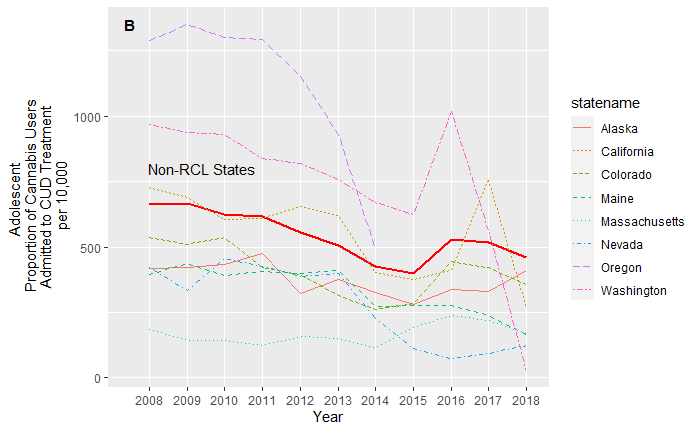 B
Adolescent
Proportion of Cannabis Users
Admitted to CUD Treatment
per 10,000
1000
500
0
Non-RCL States
2008 2009 2010 2011 2012 2013 2014 2015 2016 2017 2018
Year
statename
Alaska
California
Colorado
Maine
Massachusetts
Nevada
Oregon
Washington